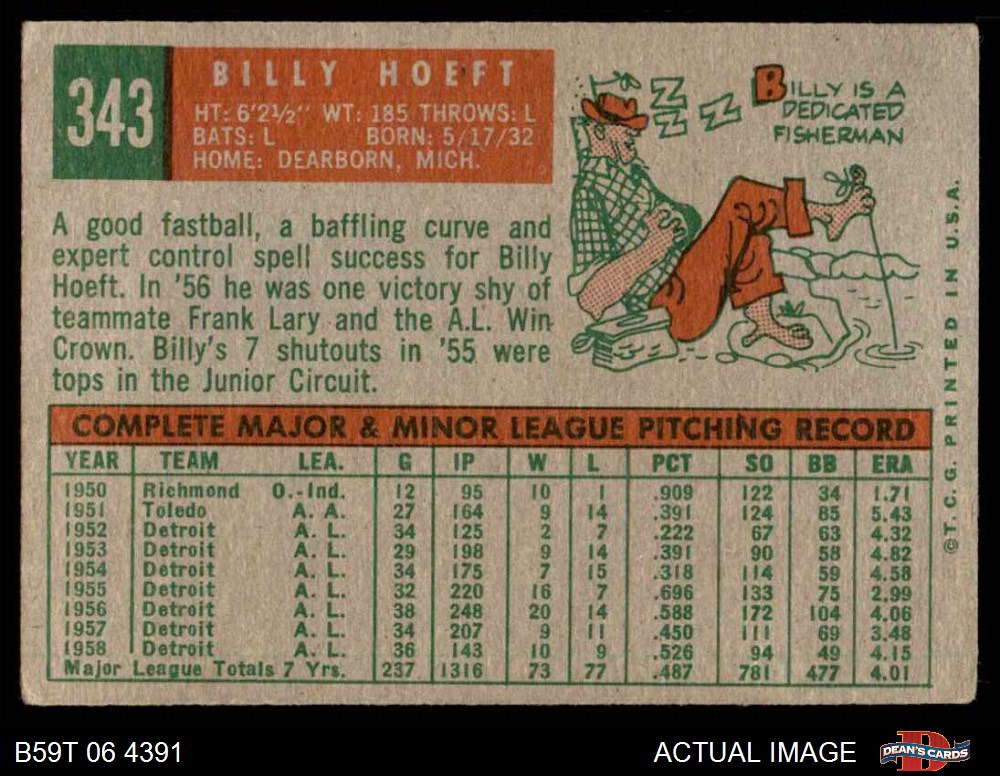 343
BILLY HOEFT
HT: 6'2½" WT: 185 THROWS: L
BATS: L BORN: 5/17/32
HOME: DEARBORN, MICH.
Z Z Z Z
BILLY IS A
DEDICATED
FISHERMAN
A good fastball, a baffling curve and
expert control spell success for Billy
Hoeft. In '56 he was one victory shy of
teammate Frank Lary and the A.L. Win
Crown. Billy's 7 shutouts in '55 were
tops in the Junior Circuit.
COMPLETE MAJOR & MINOR LEAGUE PITCHING RECORD
YEAR TEAM LEA. G IP W L PCT SO BB ERA
1950 Richmond O.-Ind. 12 95 10 1 .909 122 34 1.71
1951 Toledo A. A. 27 164 9 14 .391 124 85 5.43
1952 Detroit A. L. 34 125 2 7 .222 67 63 4.32
1953 Detroit A. L. 29 198 9 14 .391 90 58 4.82
1954 Detroit A. L. 34 175 7 15 .318 114 59 4.58
1955 Detroit A. L. 32 220 16 7 .696 133 75 2.99
1956 Detroit A. L. 38 248 20 14 .588 172 104 4.06
1957 Detroit A. L. 34 207 9 11 .450 111 69 3.48
1958 Detroit A. L. 36 143 10 9 .526 94 49 4.15
Major League Totals 7 Yrs. 237 1316 73 77 .487 781 477 4.01
©T. C. G. PRINTED IN U.S.A.
B59T 06 4391
ACTUAL IMAGE
D
DEAN'S CARDS